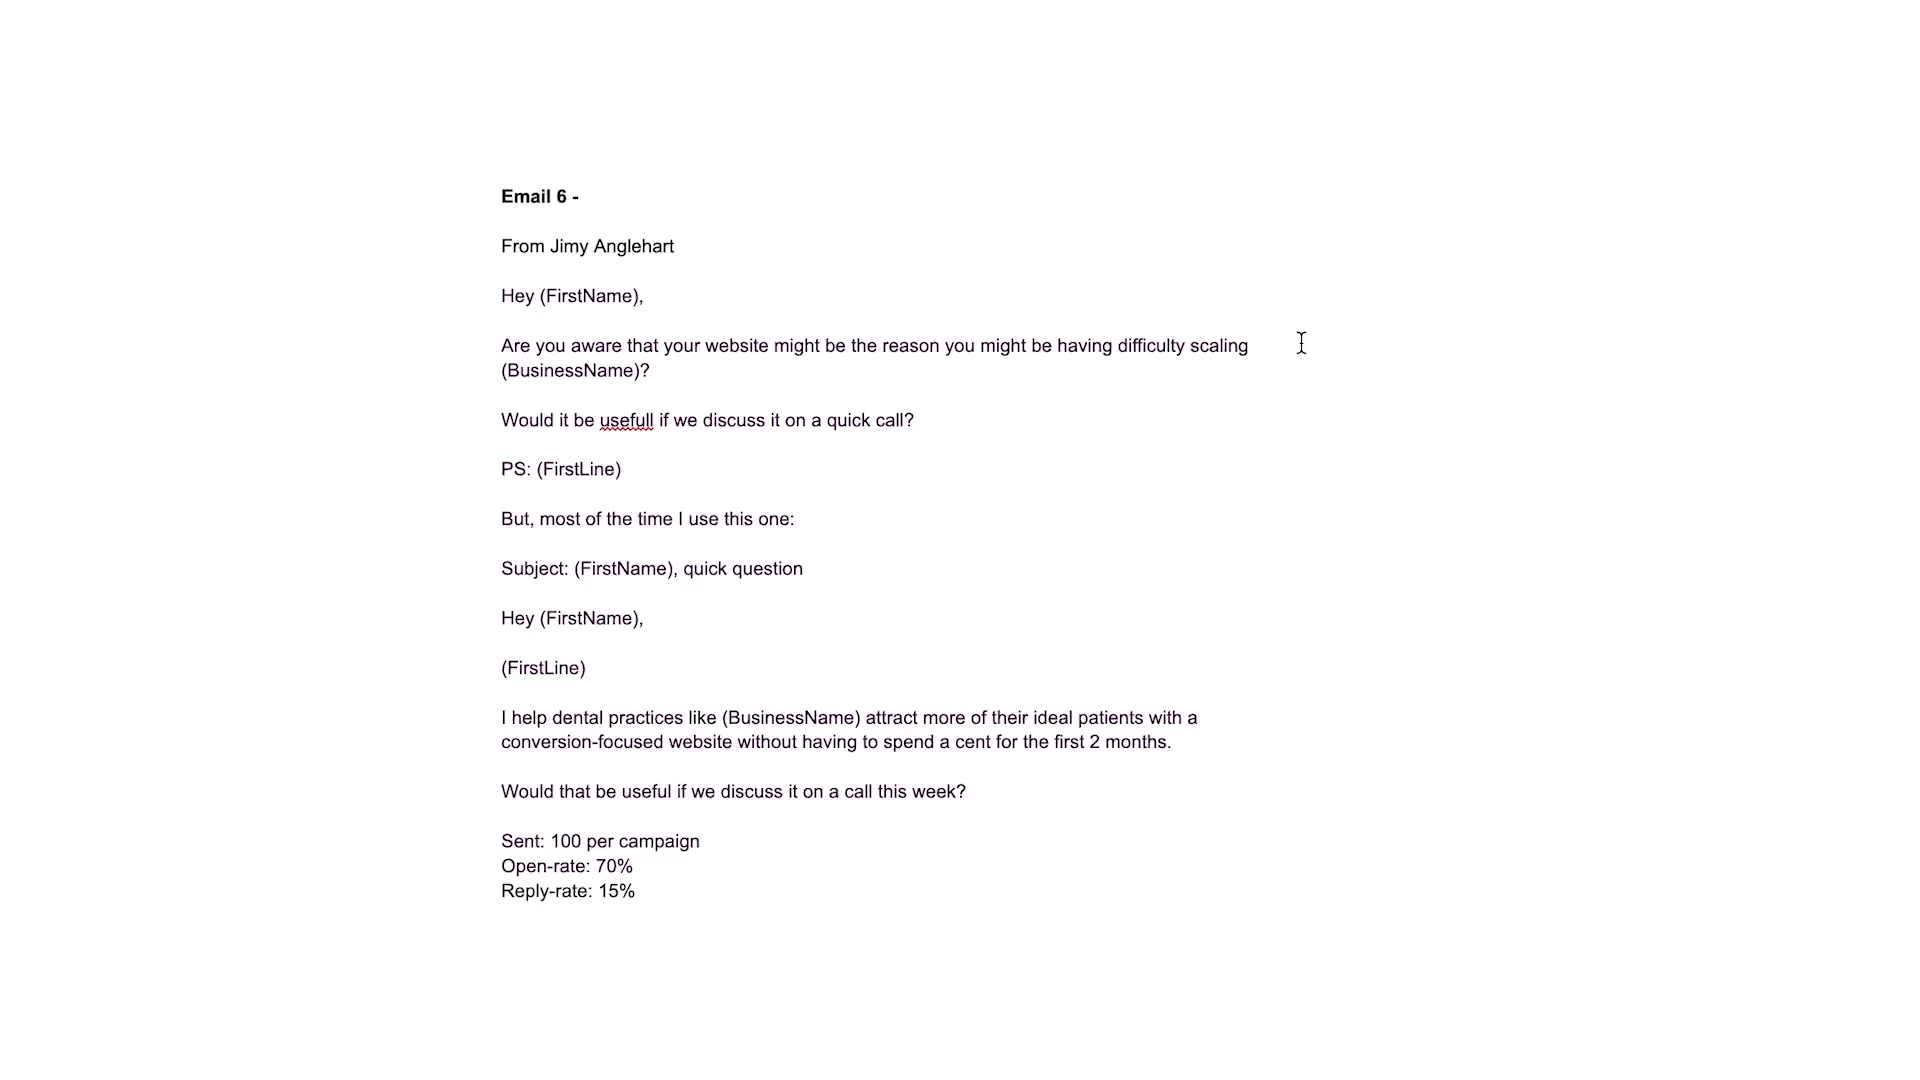 Email 6 -
From Jimy Anglehart
Hey (FirstName),
Are you aware that your website might be the reason you might be having difficulty scaling
(BusinessName)?
Would it be usefull if we discuss it on a quick call?
PS: (FirstLine)
But, most of the time I use this one:
Subject: (FirstName), quick question
Hey (FirstName),
(FirstLine)
I help dental practices like (BusinessName) attract more of their ideal patients with a
conversion-focused website without having to spend a cent for the first 2 months.
Would that be useful if we discuss it on a call this week?
Sent: 100 per campaign
Open-rate: 70%
Reply-rate: 15%